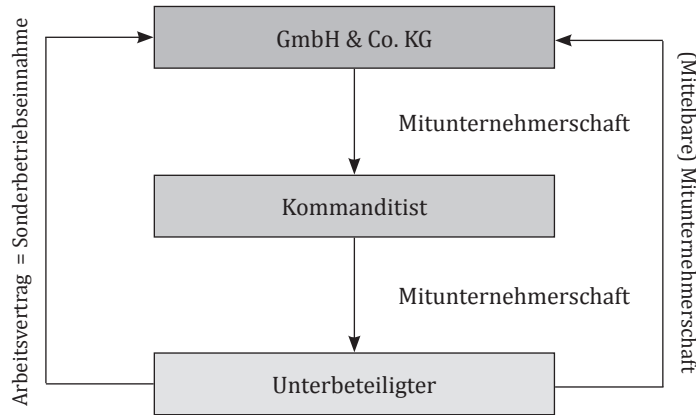 GmbH & Co. KG
Mitunternehmerschaft
Kommanditist
Mitunternehmerschaft
Unterbeteiligter
Arbeitsvertrag = Sonderbetriebseinnahme
(Mittelbare) Mitunternehmerschaft